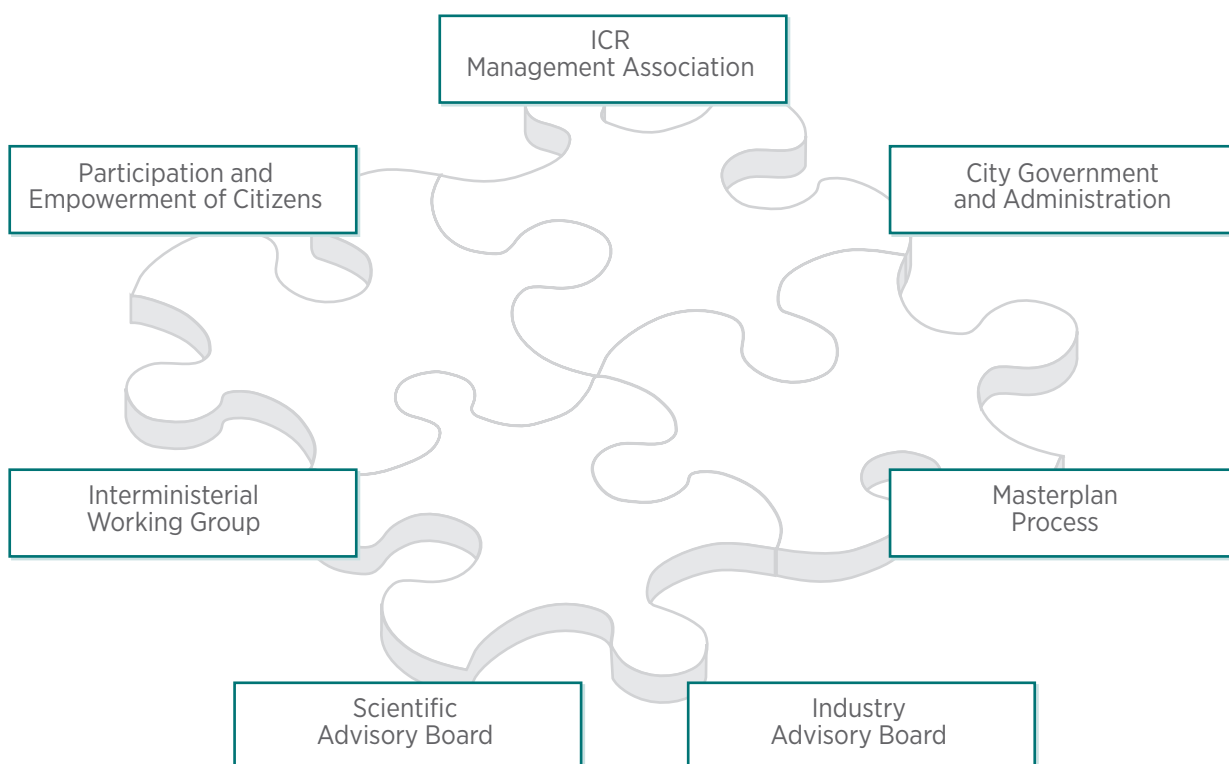 ICR
Management Association
Participation and
Empowerment of Citizens
City Government
and Administration
Interministerial
Working Group
Masterplan
Process
Scientific
Advisory Board
Industry
Advisory Board